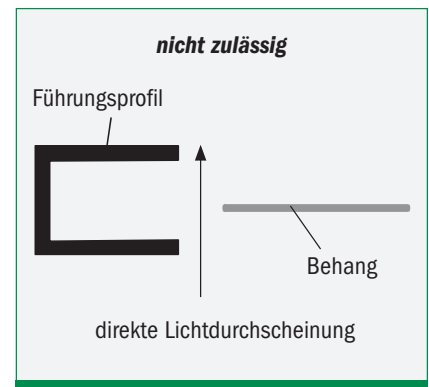 nicht zulässig
Führungsprofil
Behang
direkte Lichtdurchscheinung